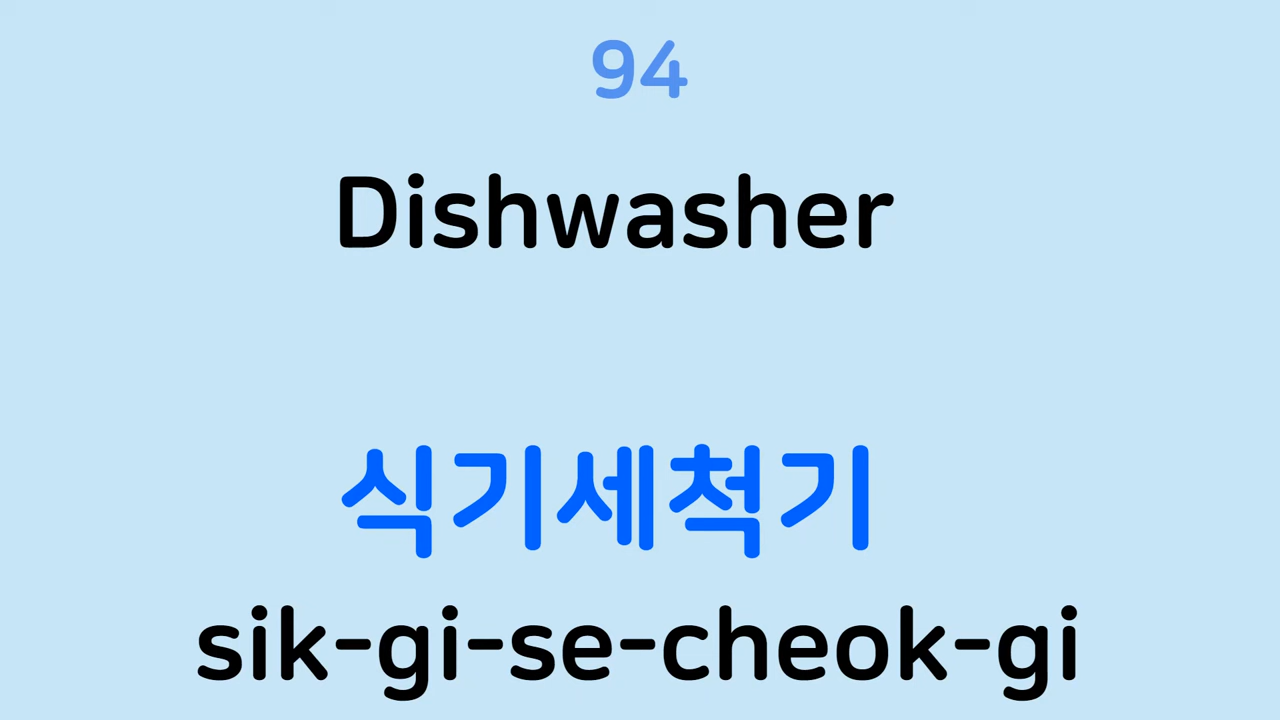 94
Dishwasher
식기세척기
sik-gi-se-cheok-gi